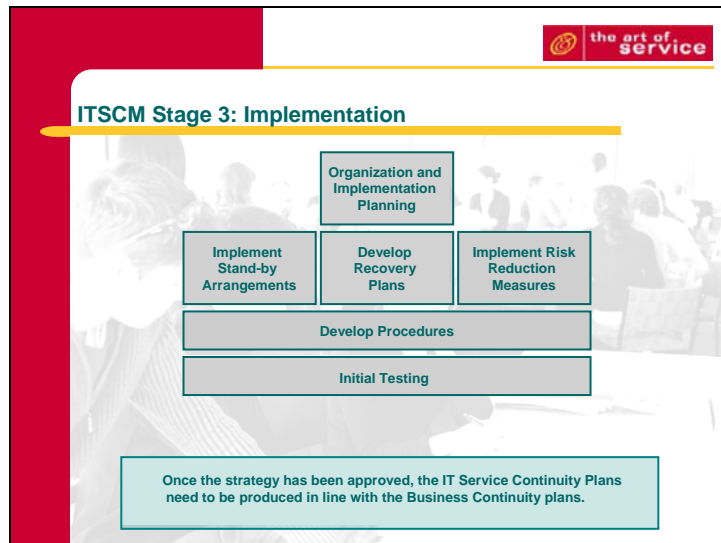 the art of
service
ITSCM Stage 3: Implementation
Organization and
Implementation
Planning
Implement
Stand-by
Arrangements
Develop
Recovery
Plans
Implement Risk
Reduction
Measures
Develop Procedures
Initial Testing
Once the strategy has been approved, the IT Service Continuity Plans
need to be produced in line with the Business Continuity plans.